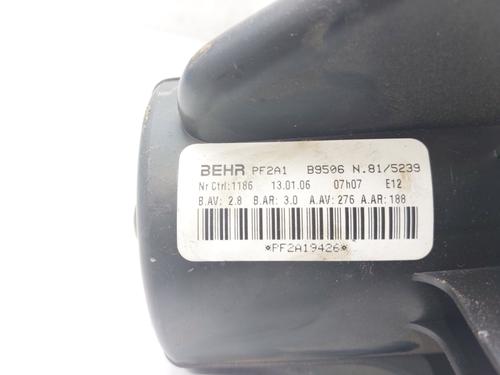 BEHR PF2A1 B9506 N.81/5239
Nr Ctrl:1186 13.01.06 07h07 E12
B.AV: 2.8 B.AR: 3.0 A.AV: 276 A.AR: 188
*PF2A19426*